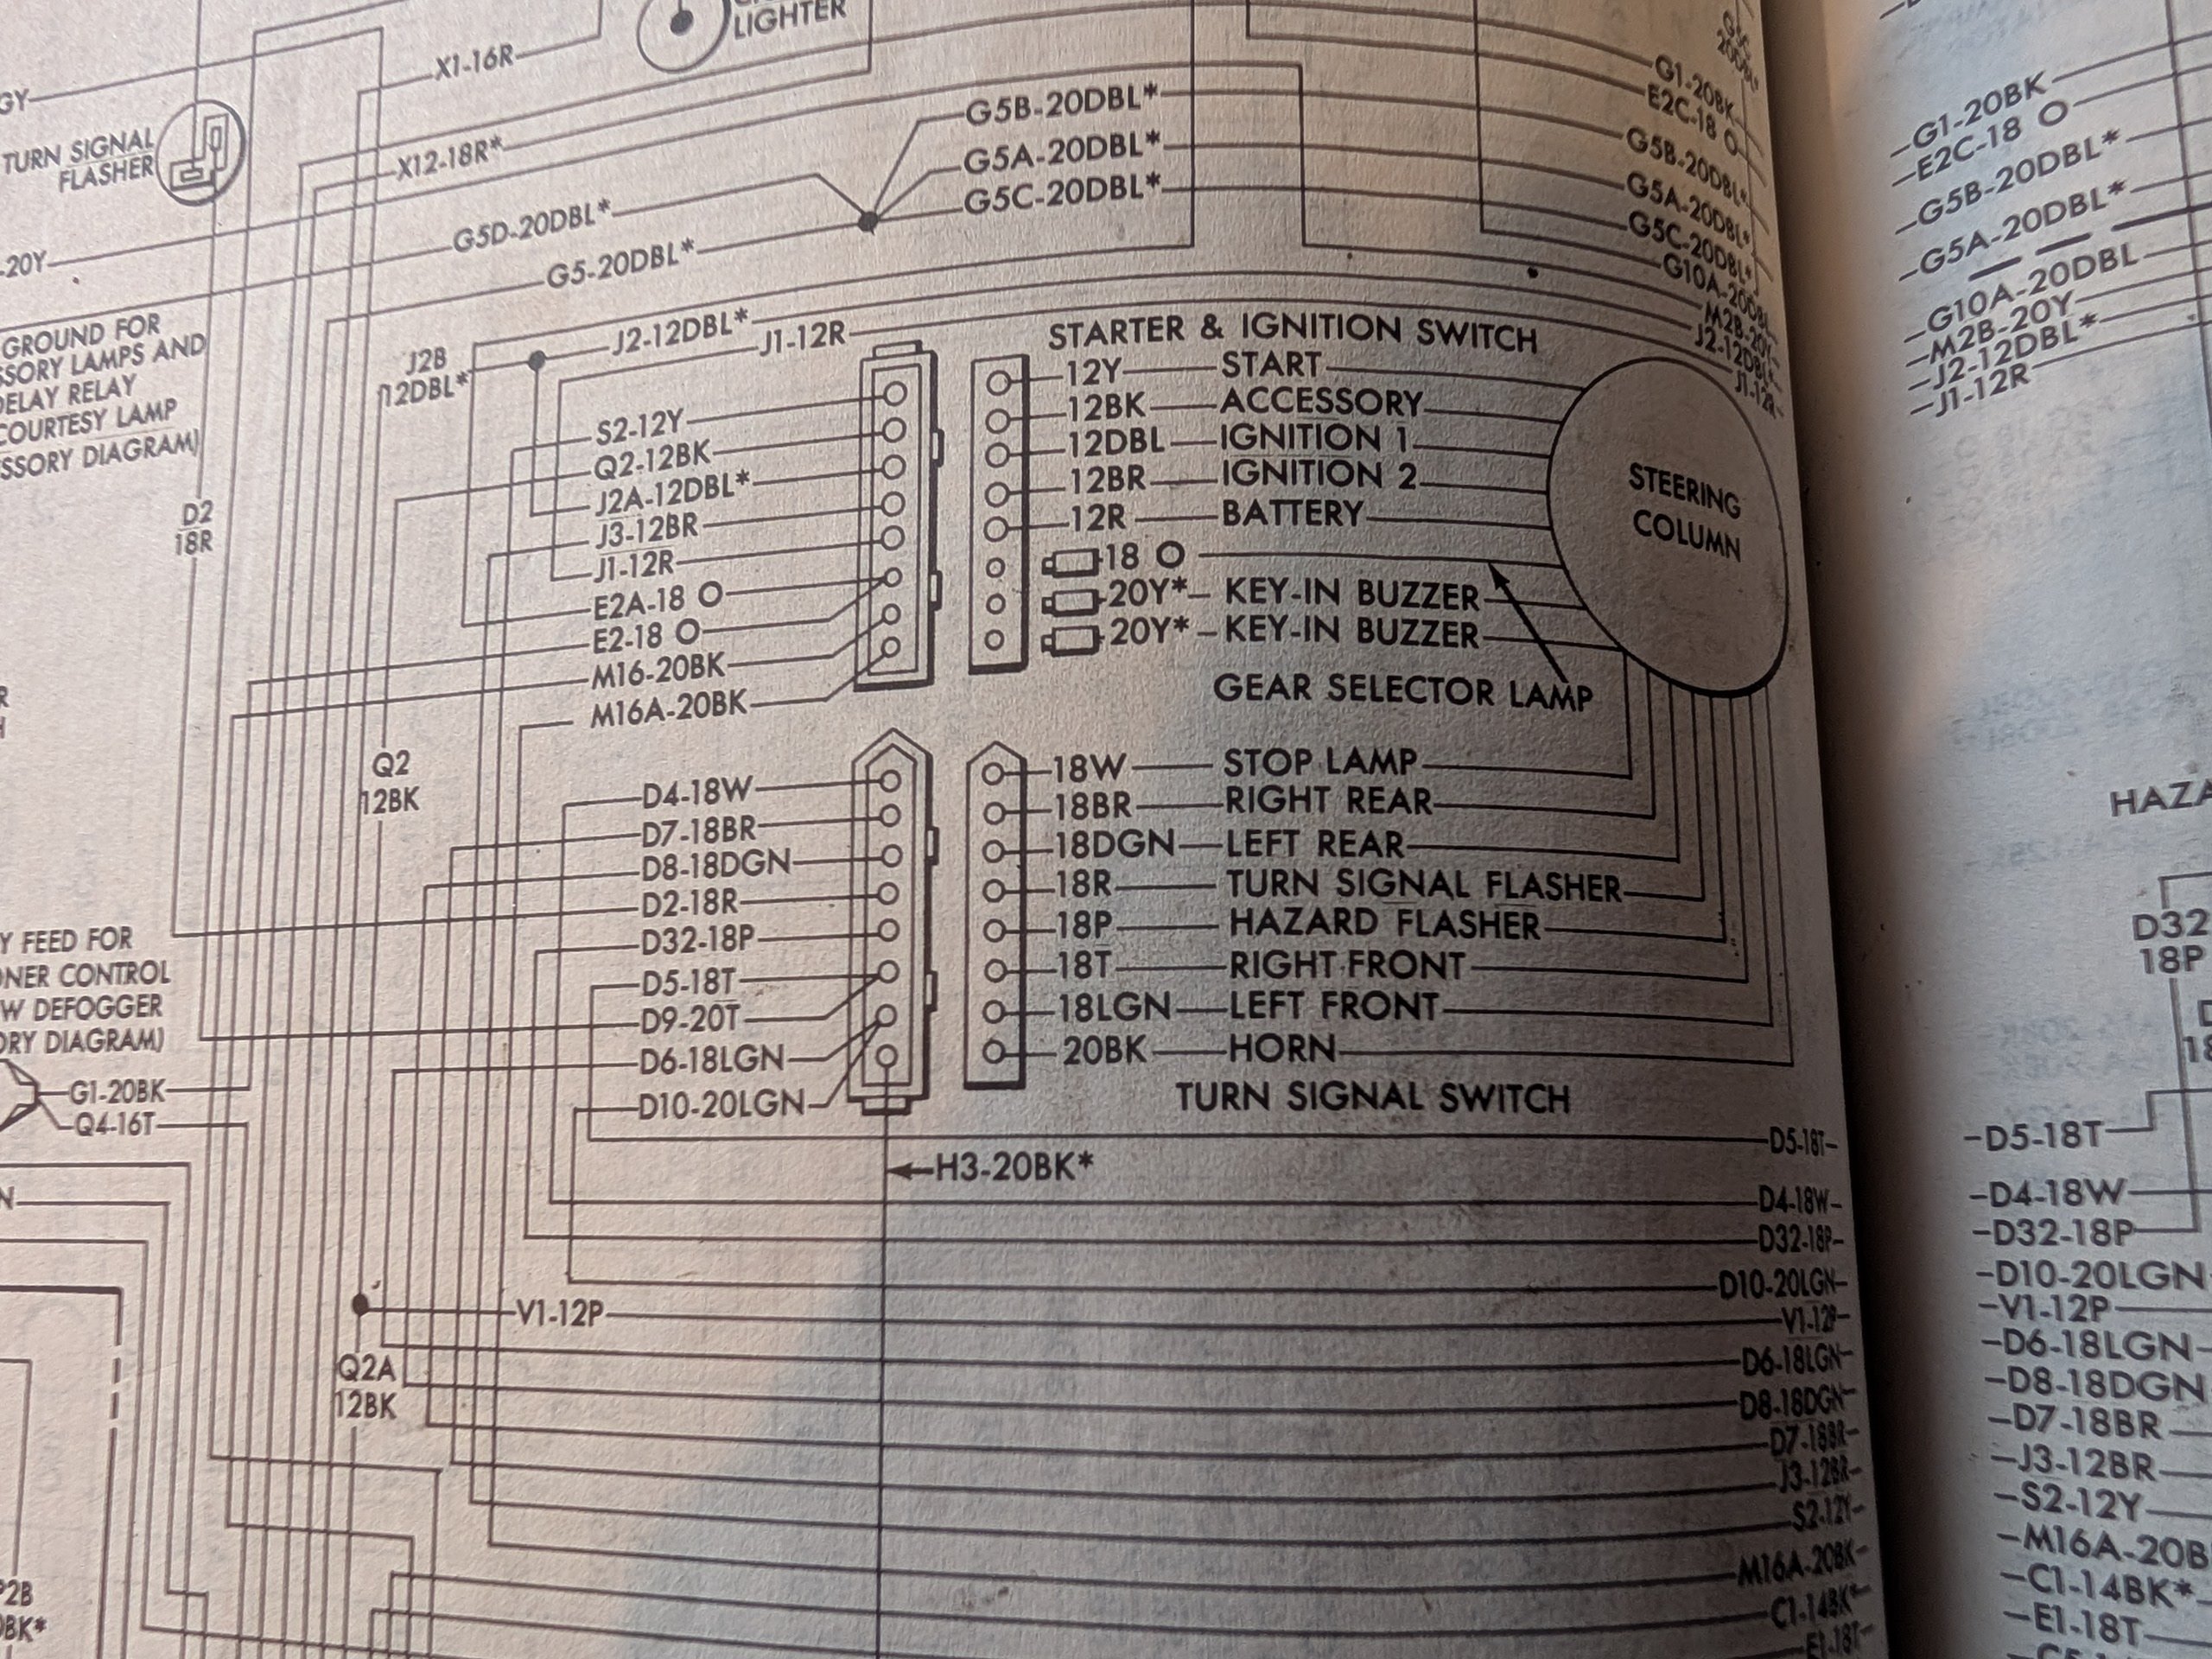 LIGHTER
X1-16R
GY
TURN SIGNAL
FLASHER
X12-18R*
G5B-20DBL*
G5A-20DBL*
G5C-20DBL*
G5D-20DBL*
G5-20DBL*
-20Y
G1-20BK
E2C-18 O
G5B-20DBL*
G5A-20DBL*
G5C-20DBL*
G10A-20DBL
M2B-20Y
J2-12DBL*
J1-12R
GROUND FOR
SSORY LAMPS AND
DELAY RELAY
COURTESY LAMP
SSORY DIAGRAM)
J2B
12DBL*
J2-12DBL*
J1-12R
D2
18R
STARTER & IGNITION SWITCH
S2-12Y
Q2-12BK
J2A-12DBL*
J3-12BR
J1-12R
E2A-18 O
E2-18 O
M16-20BK
M16A-20BK
12Y START
12BK ACCESSORY
12DBL IGNITION 1
12BR IGNITION 2
12R BATTERY
18 O
20Y* KEY-IN BUZZER
20Y* KEY-IN BUZZER
GEAR SELECTOR LAMP
STEERING
COLUMN
Q2
12BK
D4-18W
D7-18BR
D8-18DGN
D2-18R
D32-18P
D5-18T
D9-20T
D6-18LGN
D10-20LGN
18W STOP LAMP
18BR RIGHT REAR
18DGN LEFT REAR
18R TURN SIGNAL FLASHER
18P HAZARD FLASHER
18T RIGHT FRONT
18LGN LEFT FRONT
20BK HORN
TURN SIGNAL SWITCH
H3-20BK*
Y FEED FOR
ONER CONTROL
W DEFOGGER
ORY DIAGRAM)
G1-20BK
Q4-16T
N
V1-12P
Q2A
12BK
P2B
0BK*
D5-18T
D4-18W
D32-18P
D10-20LGN
V1-12P
D6-18LGN
D8-18DGN
D7-18BR
J3-12BR
S2-12Y
M16A-20BK
C1-14BK*
E1-18T
G1-20BK
E2C-18 O
G5B-20DBL*
G5A-20DBL*
G10A-20DBL
M2B-20Y
J2-12DBL*
J1-12R
HAZA
D32
18P
D5-18T
D4-18W
D32-18P
D10-20LGN
V1-12P
D6-18LGN
D8-18DGN
D7-18BR
J3-12BR
S2-12Y
M16A-20B
C1-14BK*
E1-18T